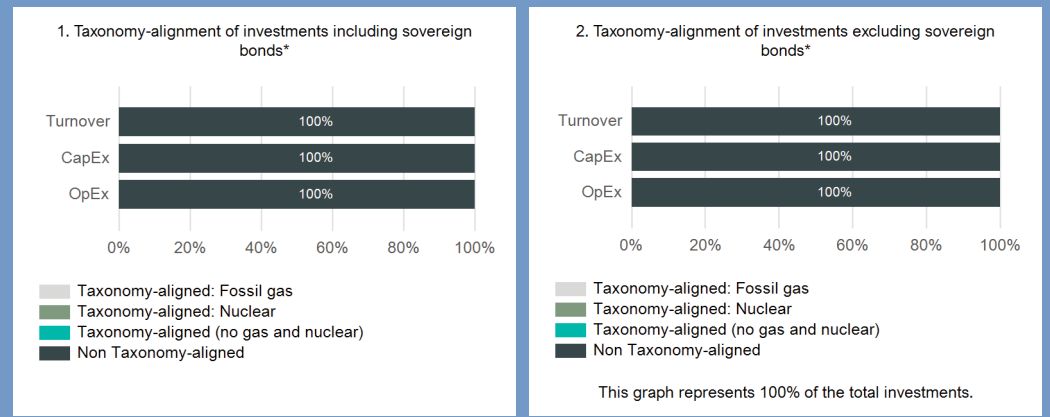 1. Taxonomy-alignment of investments including sovereign
bonds*
Turnover
100%
CapEx
100%
OpEx
100%
0% 20% 40% 60% 80% 100%
Taxonomy-aligned: Fossil gas
Taxonomy-aligned: Nuclear
Taxonomy-aligned (no gas and nuclear)
Non Taxonomy-aligned
2. Taxonomy-alignment of investments excluding sovereign
bonds*
Turnover
100%
CapEx
100%
OpEx
100%
0% 20% 40% 60% 80% 100%
Taxonomy-aligned: Fossil gas
Taxonomy-aligned: Nuclear
Taxonomy-aligned (no gas and nuclear)
Non Taxonomy-aligned
This graph represents 100% of the total investments.